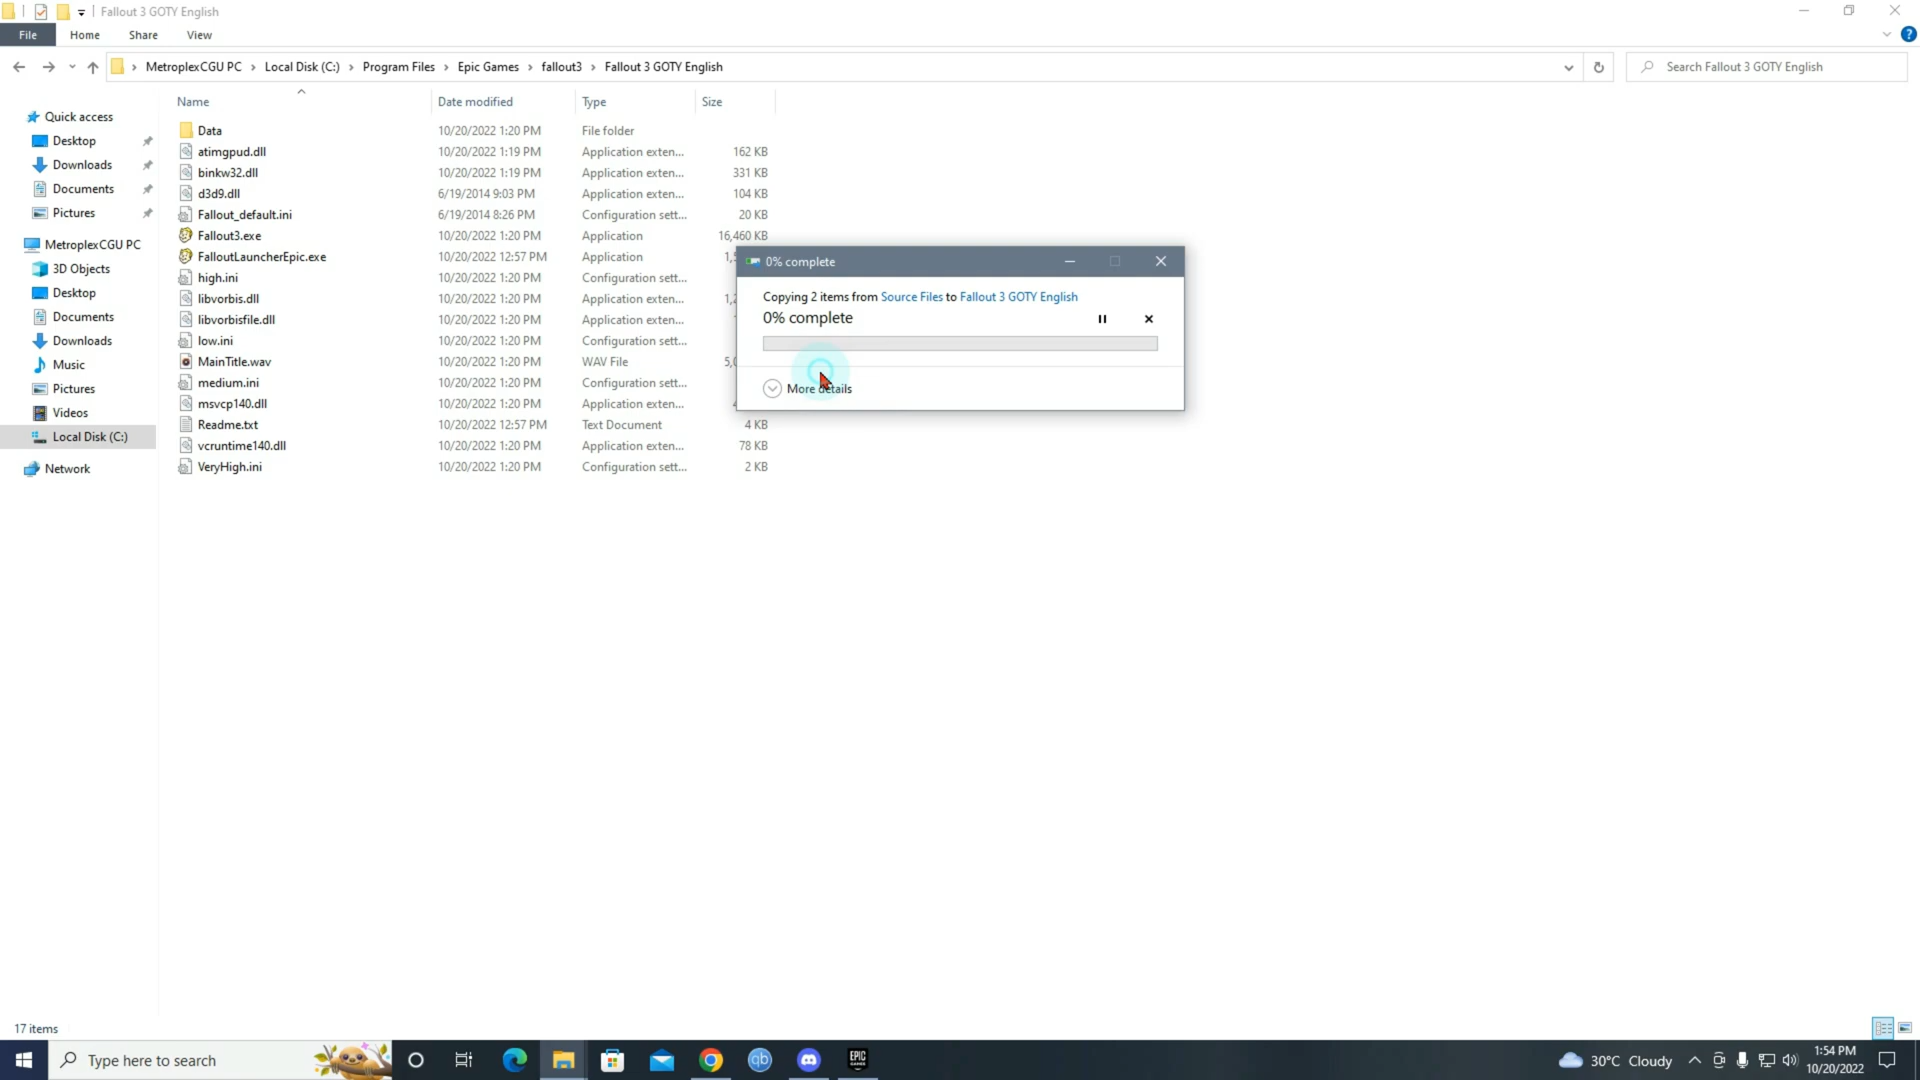 Fallout 3 GOTY English
File Home Share View
MetroplexCGU PC Local Disk (C:) Program Files Epic Games fallout3 Fallout 3 GOTY English
Search Fallout 3 GOTY English
Name Date modified Type Size
Quick access
Desktop
Downloads
Documents
Pictures
MetroplexCGU PC
3D Objects
Desktop
Documents
Downloads
Music
Pictures
Videos
Local Disk (C:)
Network
Data 10/20/2022 1:20 PM File folder
atimgpud.dll 10/20/2022 1:19 PM Application exten... 162 KB
binkw32.dll 10/20/2022 1:19 PM Application exten... 331 KB
d3d9.dll 6/19/2014 9:03 PM Application exten... 104 KB
Fallout_default.ini 6/19/2014 8:26 PM Configuration sett... 20 KB
Fallout3.exe 10/20/2022 1:20 PM Application 16,460 KB
FalloutLauncherEpic.exe 10/20/2022 12:57 PM Application
high.ini 10/20/2022 1:20 PM Configuration sett...
libvorbis.dll 10/20/2022 1:20 PM Application exten...
libvorbisfile.dll 10/20/2022 1:20 PM Application exten...
low.ini 10/20/2022 1:20 PM Configuration sett...
MainTitle.wav 10/20/2022 1:20 PM WAV File
medium.ini 10/20/2022 1:20 PM Configuration sett...
msvcp140.dll 10/20/2022 1:20 PM Application exten...
Readme.txt 10/20/2022 12:57 PM Text Document 4 KB
vcruntime140.dll 10/20/2022 1:20 PM Application exten... 78 KB
VeryHigh.ini 10/20/2022 1:20 PM Configuration sett... 2 KB
0% complete
Copying 2 items from Source Files to Fallout 3 GOTY English
0% complete
More details
17 items
Type here to search
qb
EPIC
GAMES
30°C Cloudy
1:54 PM
10/20/2022